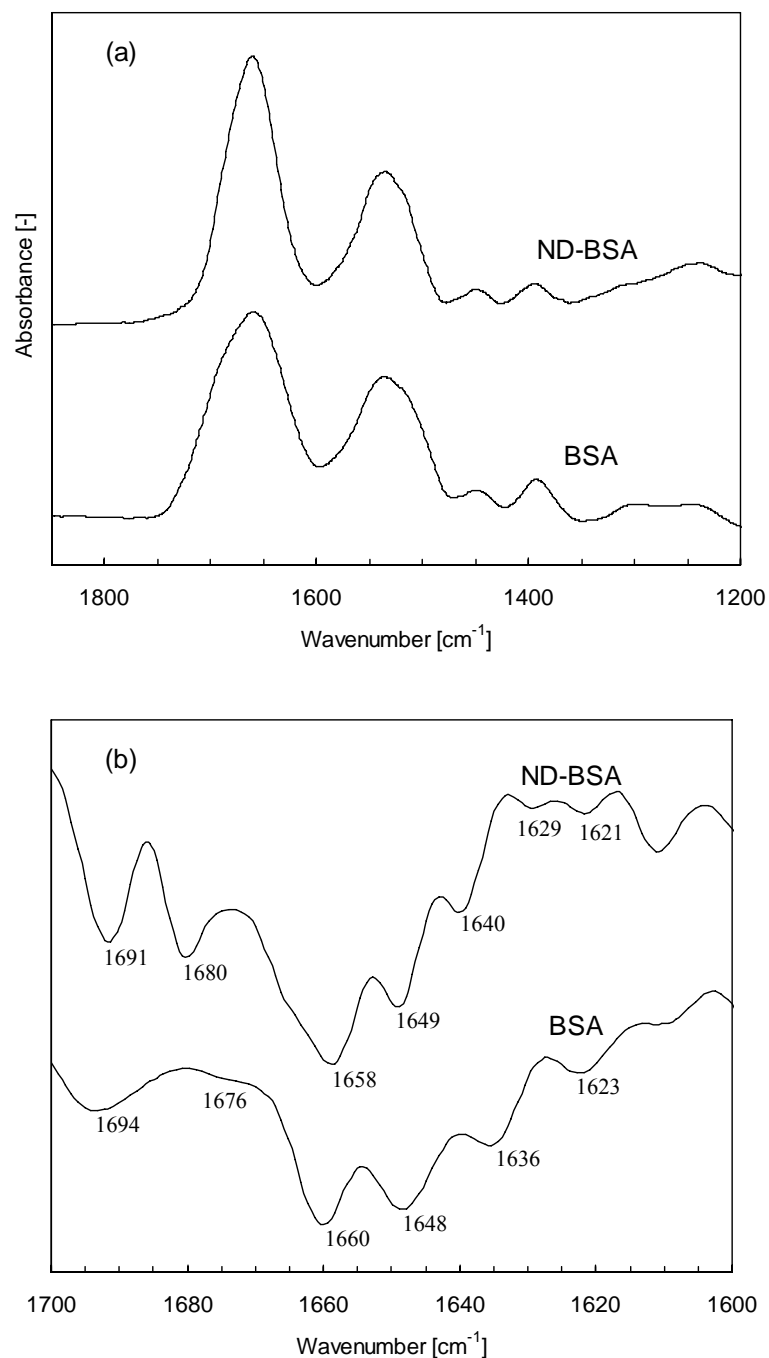 (a)
ND-BSA
BSA
Absorbance [-]
1800 1600 1400 1200
Wavenumber [cm⁻¹]
(b)
ND-BSA
1629 1621
1640
1691 1680
1649
1658
BSA
1623
1676
1694
1636
1660 1648
1700 1680 1660 1640 1620 1600
Wavenumber [cm⁻¹]